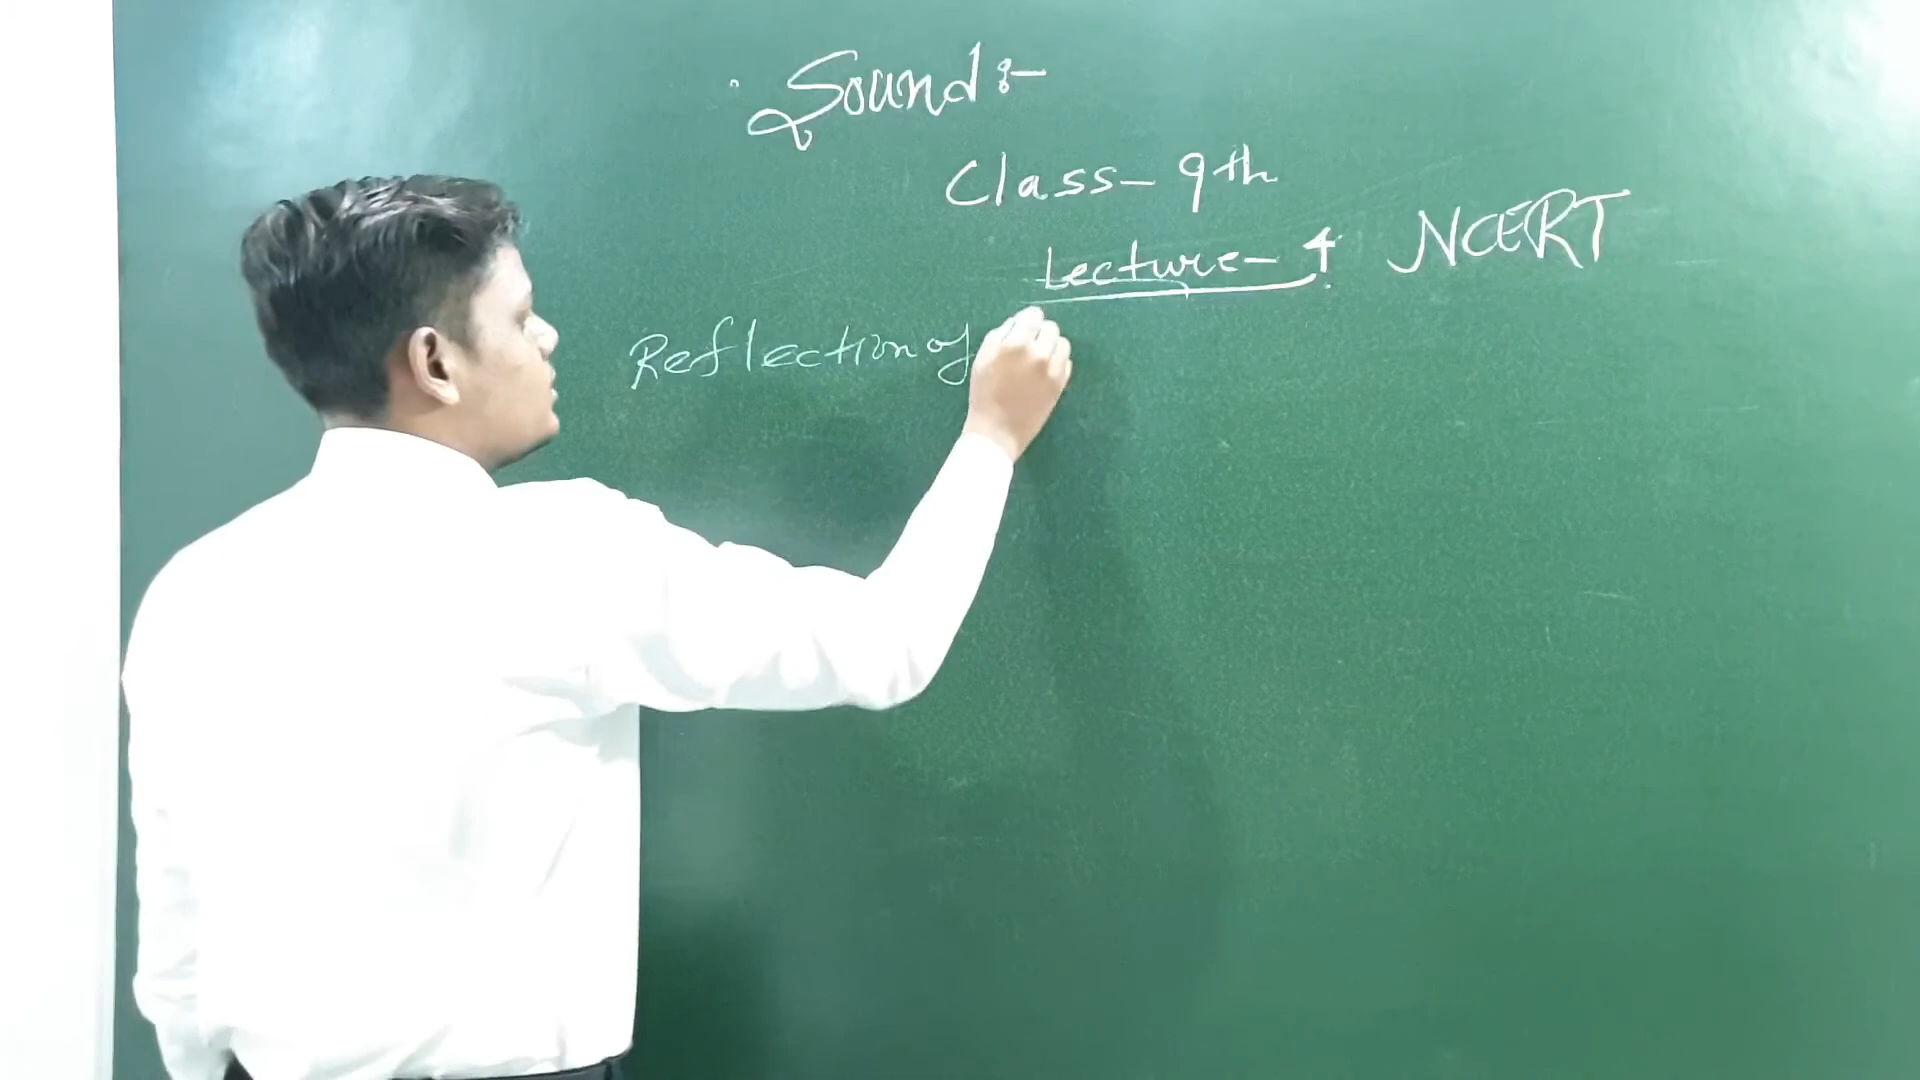 Sound:-
Class- 9th
Lecture- 4 NCERT
Reflection of